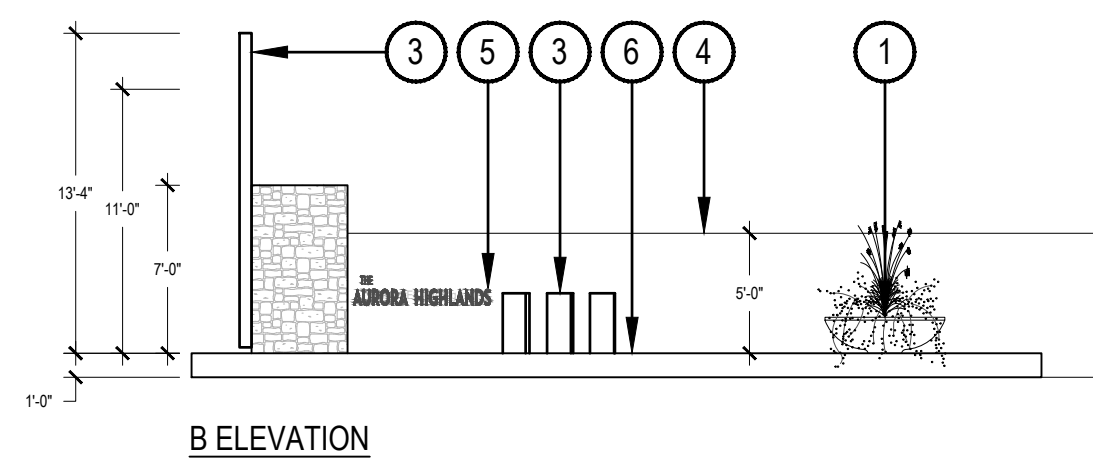 3 5 3 6 4 1
13'-4"
11'-0"
7'-0"
THE
AURORA HIGHLANDS
5'-0"
1'-0"
B ELEVATION